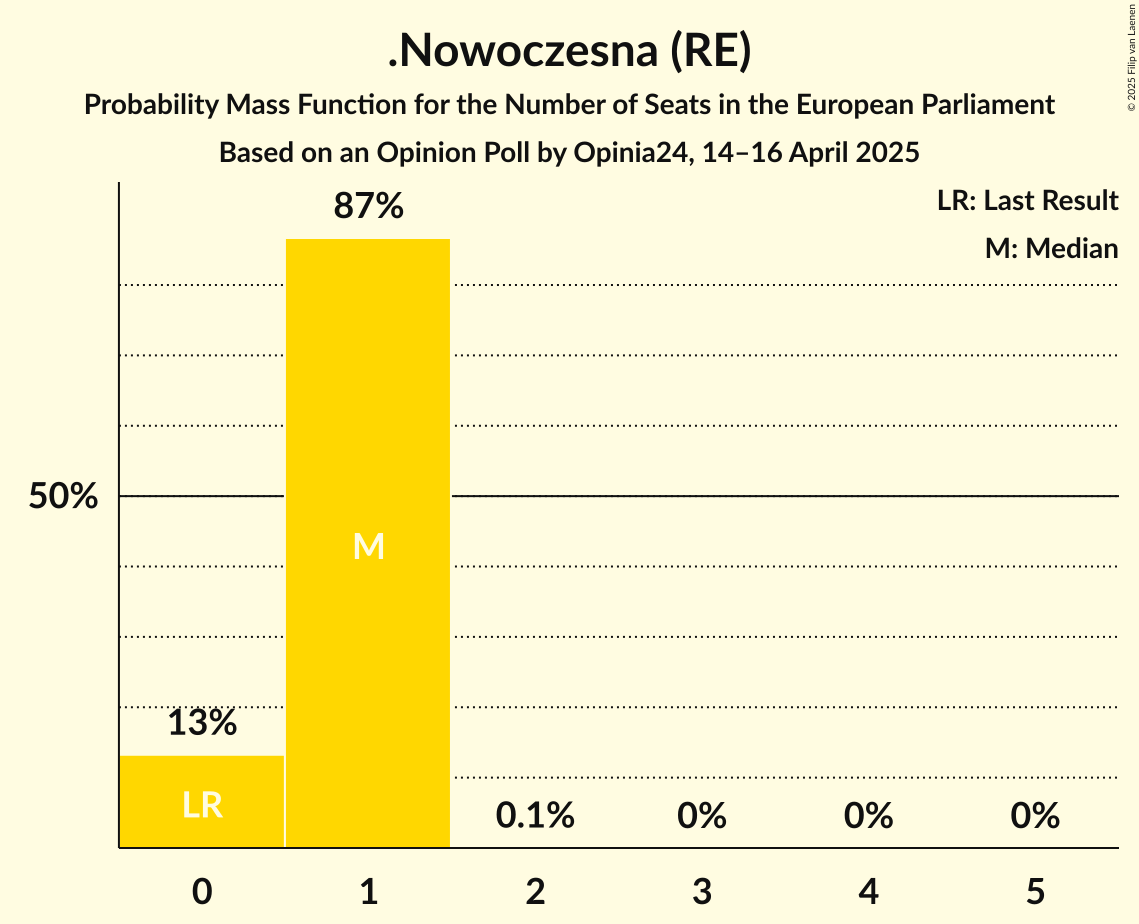 .Nowoczesna (RE)
Probability Mass Function for the Number of Seats in the European Parliament
Based on an Opinion Poll by Opinia24, 14–16 April 2025
© 2025 Filip van Laenen
LR: Last Result
M: Median
87%
50%
M
13%
LR
0.1%
0%
0%
0%
0
1
2
3
4
5